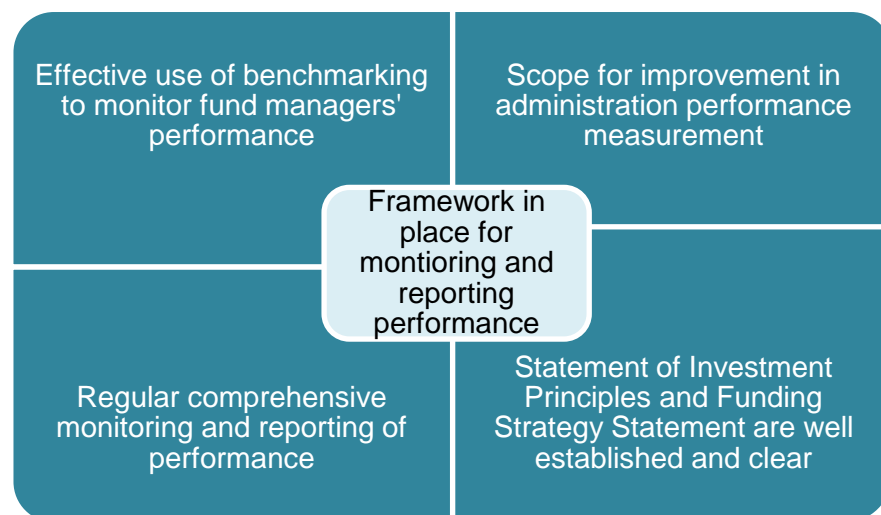 Effective use of benchmarking
to monitor fund managers'
performance
Scope for improvement in
administration performance
measurement
Framework in
place for
montioring and
reporting
performance
Regular comprehensive
monitoring and reporting of
performance
Statement of Investment
Principles and Funding
Strategy Statement are well
established and clear